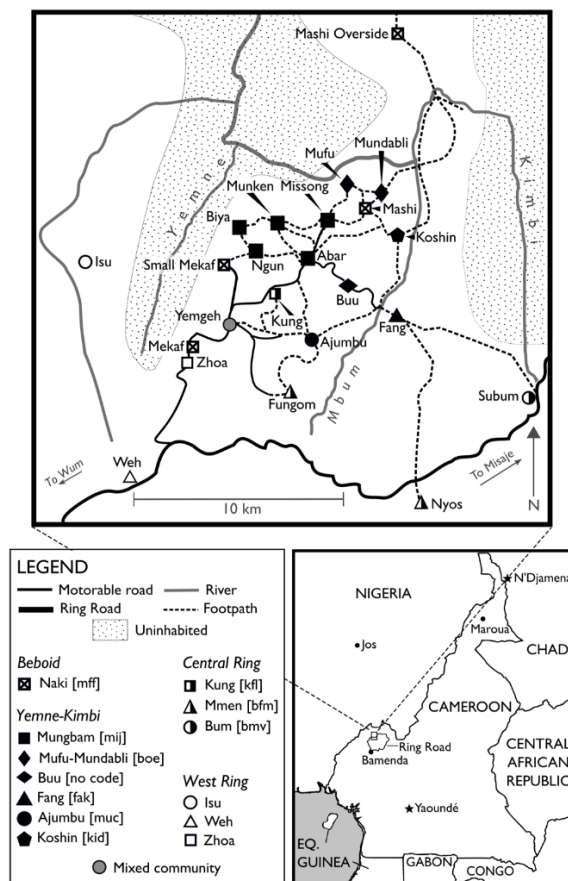 Mashi Overside
Mundabli
Mufu
Missong
Munken
Biya
Mashi
Koshin
Kimbi
Yemne
Isu
Small Mekaf
Ngun
Abar
Buu
Kung
Yemgeh
Fang
Ajumbu
Mekaf
Zhoa
Fungom
Mbum
Subum
To Wum
Weh
To Misaje
10 km
Nyos
N
LEGEND
Motorable road
River
Ring Road
Footpath
Uninhabited
Beboid
Naki [mff]
Yemne-Kimbi
Mungbam [mij]
Mufu-Mundabli [boe]
Buu [no code]
Fang [fak]
Ajumbu [muc]
Koshin [kid]
Central Ring
Kung [kfl]
Mmen [bfm]
Bum [bmv]
West Ring
Isu
Weh
Zhoa
Mixed community
NIGERIA
N'Djamena
Maroua
Jos
CHAD
CAMEROON
Ring Road
Bamenda
CENTRAL
AFRICAN
REPUBLIC
Yaoundé
EQ.
GUINEA
GABON
CONGO